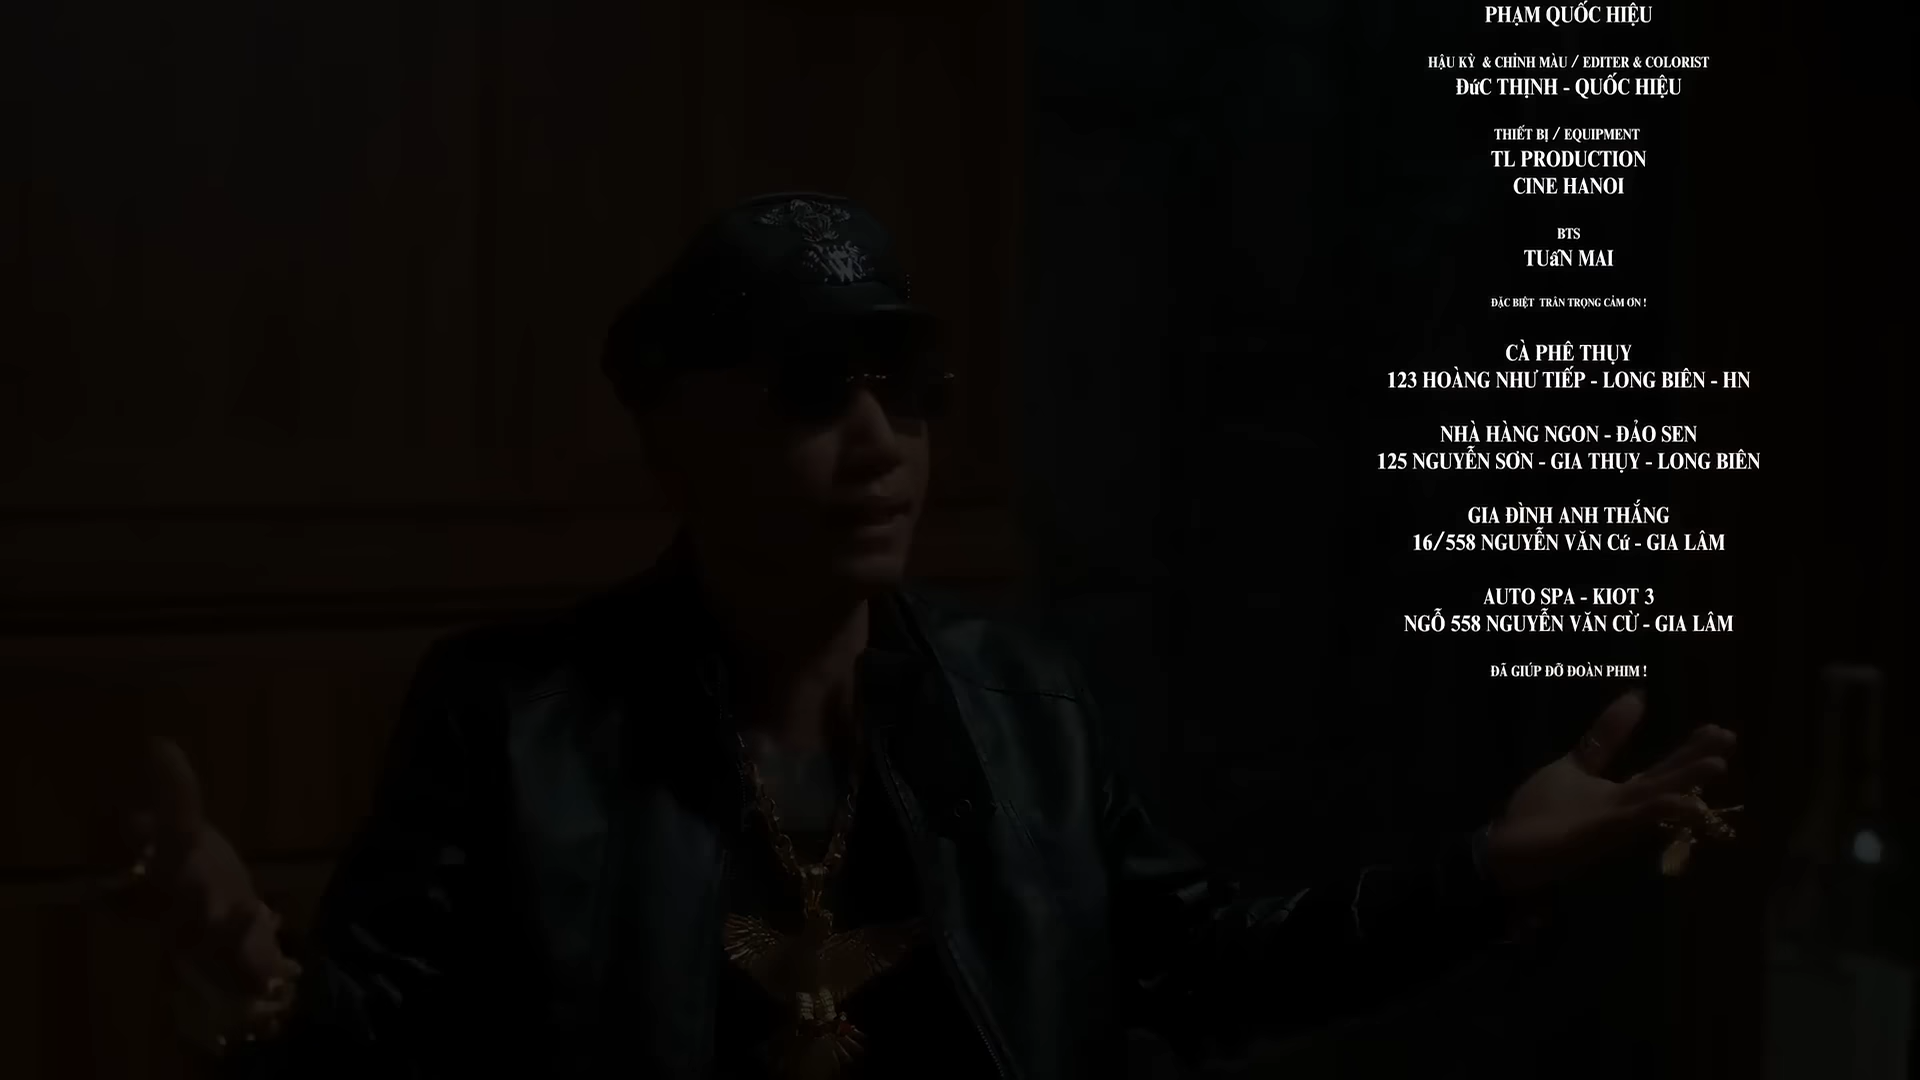 PHẠM QUỐC HIỆU
HẬU KỲ & CHỈNH MÀU / EDITER & COLORIST
ĐứC THỊNH - QUỐC HIỆU
THIẾT BỊ / EQUIPMENT
TL PRODUCTION
CINE HANOI
BTS
TUấN MAI
ĐẶC BIỆT TRÂN TRỌNG CẢM ƠN !
CÀ PHÊ THỤY
123 HOÀNG NHƯ TIẾP - LONG BIÊN - HN
NHÀ HÀNG NGON - ĐẢO SEN
125 NGUYỄN SƠN - GIA THỤY - LONG BIÊN
GIA ĐÌNH ANH THẮNG
16/558 NGUYỄN VĂN Cứ - GIA LÂM
AUTO SPA - KIOT 3
NGÕ 558 NGUYỄN VĂN CỪ - GIA LÂM
ĐÃ GIÚP ĐỠ ĐOÀN PHIM !